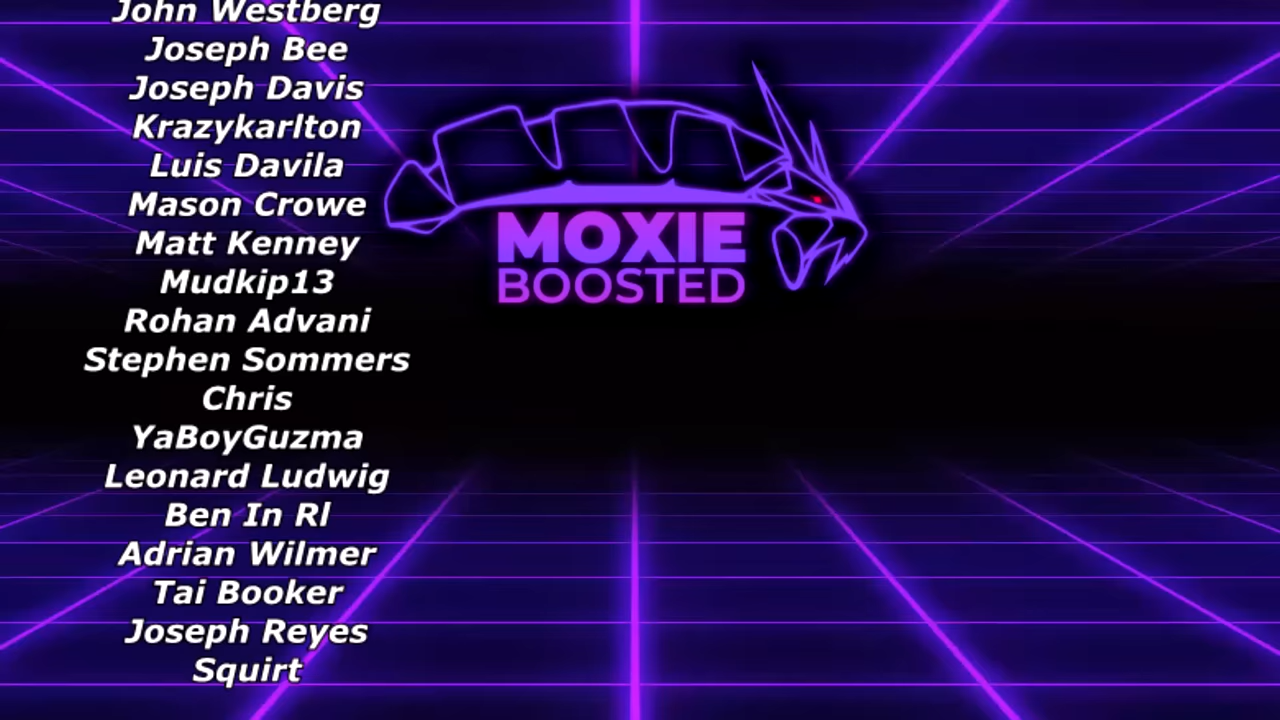 John Westberg
Joseph Bee
Joseph Davis
Krazykarlton
Luis Davila
Mason Crowe
Matt Kenney
Mudkip13
Rohan Advani
Stephen Sommers
Chris
YaBoyGuzma
Leonard Ludwig
Ben In Rl
Adrian Wilmer
Tai Booker
Joseph Reyes
Squirt
MOXIE
BOOSTED